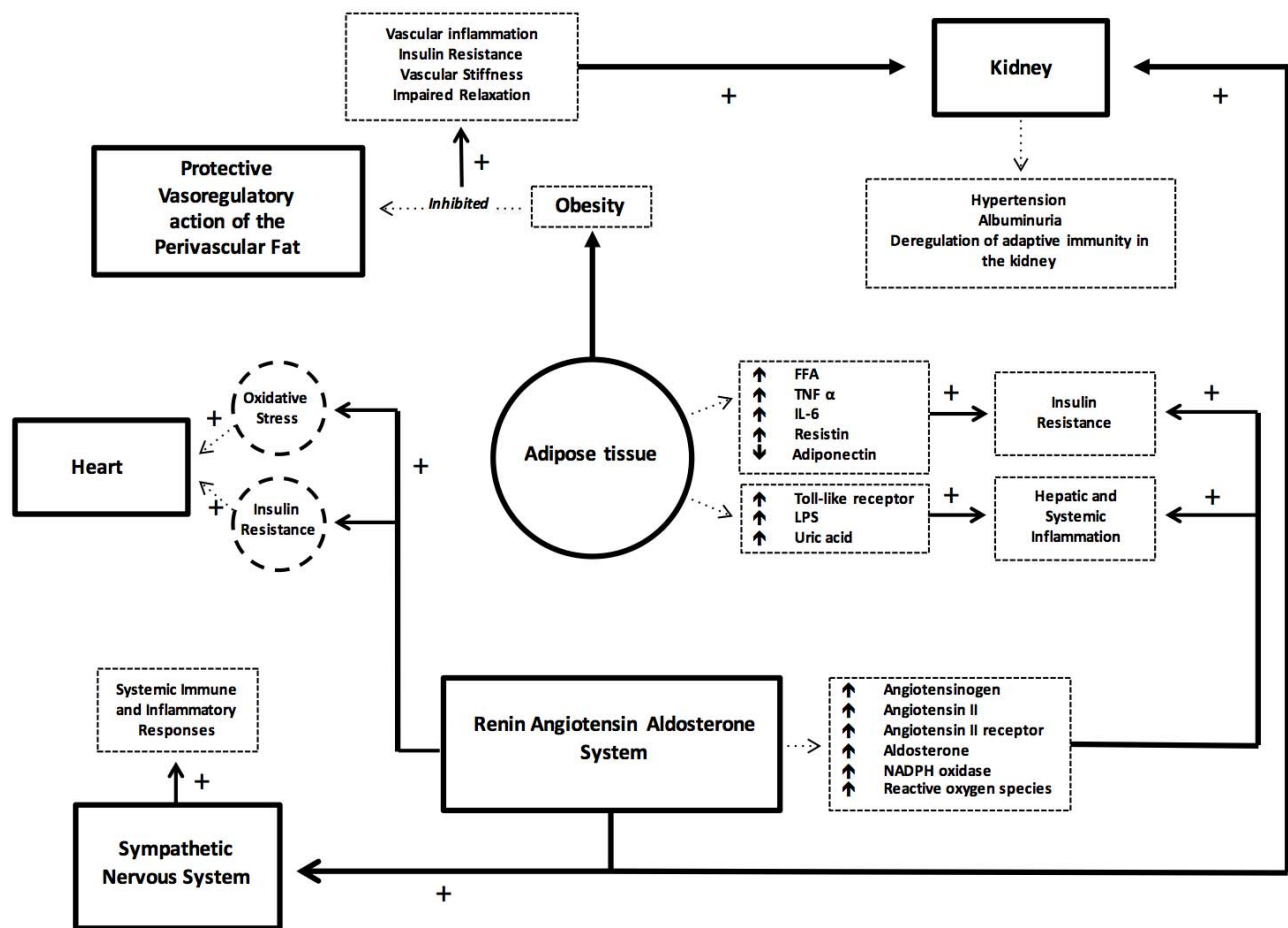 Vascular inflammation
Insulin Resistance
Vascular Stiffness
Impaired Relaxation
+
Kidney
+
+
Protective
Vasoregulatory
action of the
Perivascular Fat
Inhibited
Obesity
Hypertension
Albuminuria
Deregulation of adaptive immunity in
the kidney
Oxidative
Stress
+
Heart
+
Insulin
Resistance
+
Adipose tissue
↑ FFA
↑ TNF α
↑ IL-6
↑ Resistin
↓ Adiponectin
+
Insulin
Resistance
+
↑ Toll-like receptor
↑ LPS
↑ Uric acid
+
Hepatic and
Systemic
Inflammation
+
Systemic Immune
and Inflammatory
Responses
+
Sympathetic
Nervous System
+
Renin Angiotensin Aldosterone
System
↑ Angiotensinogen
↑ Angiotensin II
↑ Angiotensin II receptor
↑ Aldosterone
↑ NADPH oxidase
↑ Reactive oxygen species